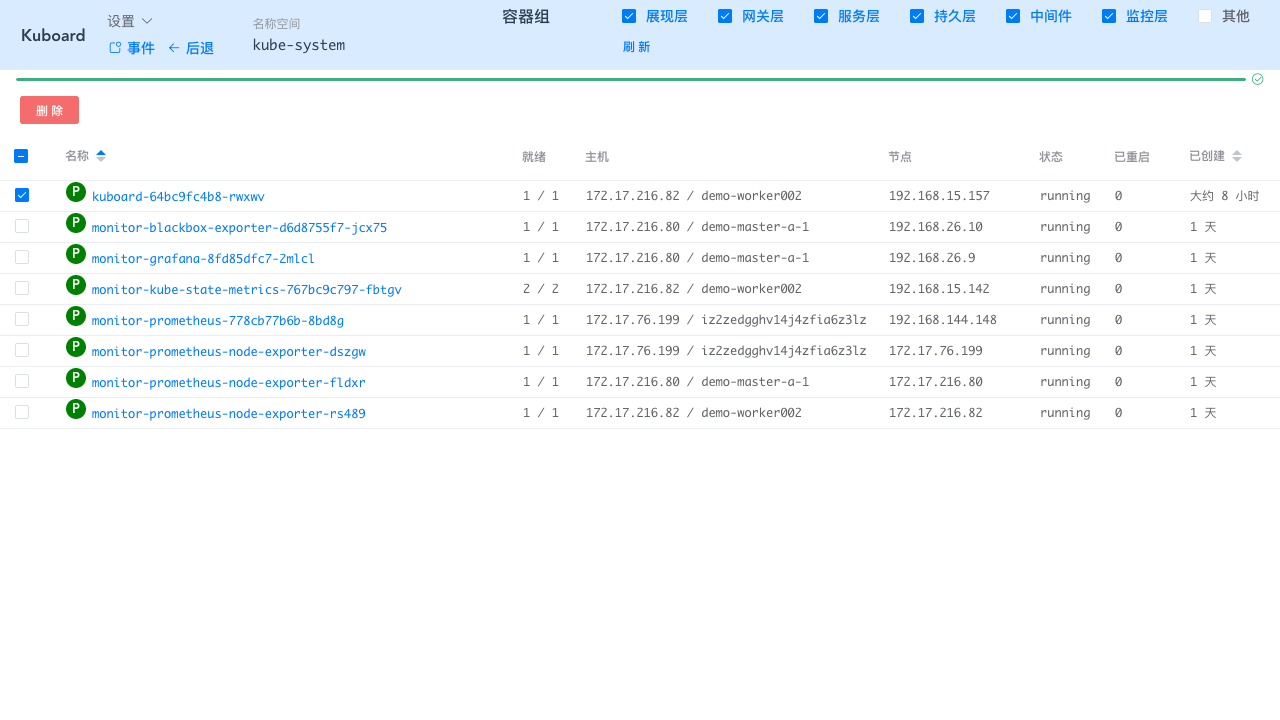 Kuboard
设置
事件 后退
名称空间
kube-system
容器组
展现层 网关层 服务层 持久层 中间件 监控层 其他
刷 新
删 除
名称 就绪 主机 节点 状态 已重启 已创建
P kuboard-64bc9fc4b8-rwxwv 1 / 1 172.17.216.82 / demo-worker002 192.168.15.157 running 0 大约 8 小时
P monitor-blackbox-exporter-d6d8755f7-jcx75 1 / 1 172.17.216.80 / demo-master-a-1 192.168.26.10 running 0 1 天
P monitor-grafana-8fd85dfc7-2mlcl 1 / 1 172.17.216.80 / demo-master-a-1 192.168.26.9 running 0 1 天
P monitor-kube-state-metrics-767bc9c797-fbtgv 2 / 2 172.17.216.82 / demo-worker002 192.168.15.142 running 0 1 天
P monitor-prometheus-778cb77b6b-8bd8g 1 / 1 172.17.76.199 / iz2zedgghv14j4zfia6z3lz 192.168.144.148 running 0 1 天
P monitor-prometheus-node-exporter-dszgw 1 / 1 172.17.76.199 / iz2zedgghv14j4zfia6z3lz 172.17.76.199 running 0 1 天
P monitor-prometheus-node-exporter-fldxr 1 / 1 172.17.216.80 / demo-master-a-1 172.17.216.80 running 0 1 天
P monitor-prometheus-node-exporter-rs489 1 / 1 172.17.216.82 / demo-worker002 172.17.216.82 running 0 1 天